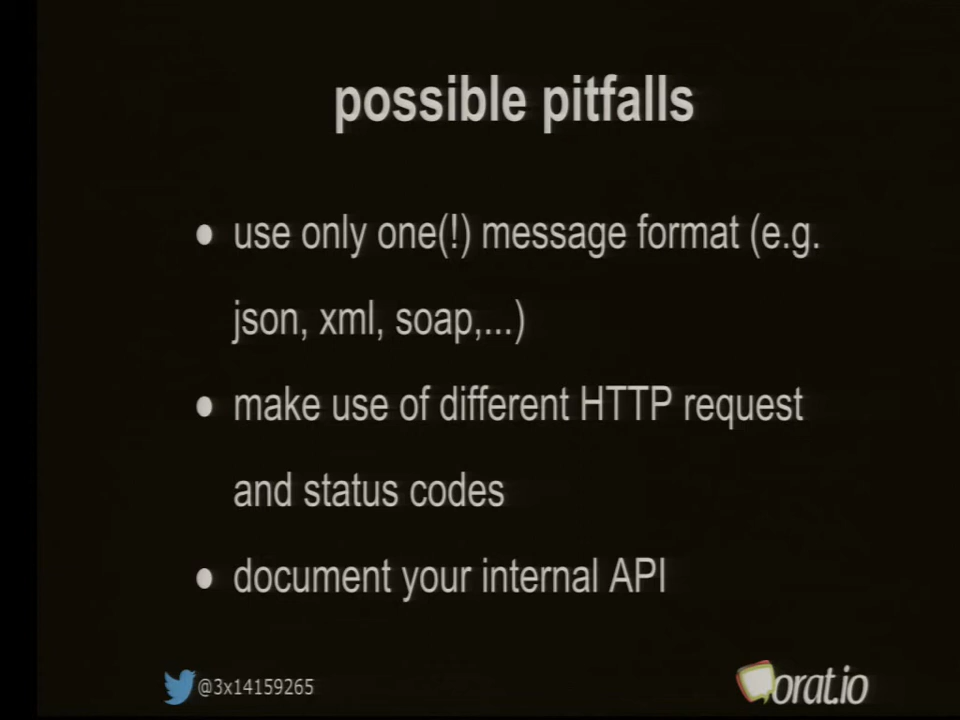 possible pitfalls
● use only one(!) message format (e.g.
json, xml, soap,...)
● make use of different HTTP request
and status codes
● document your internal API
@3x14159265
orat.io